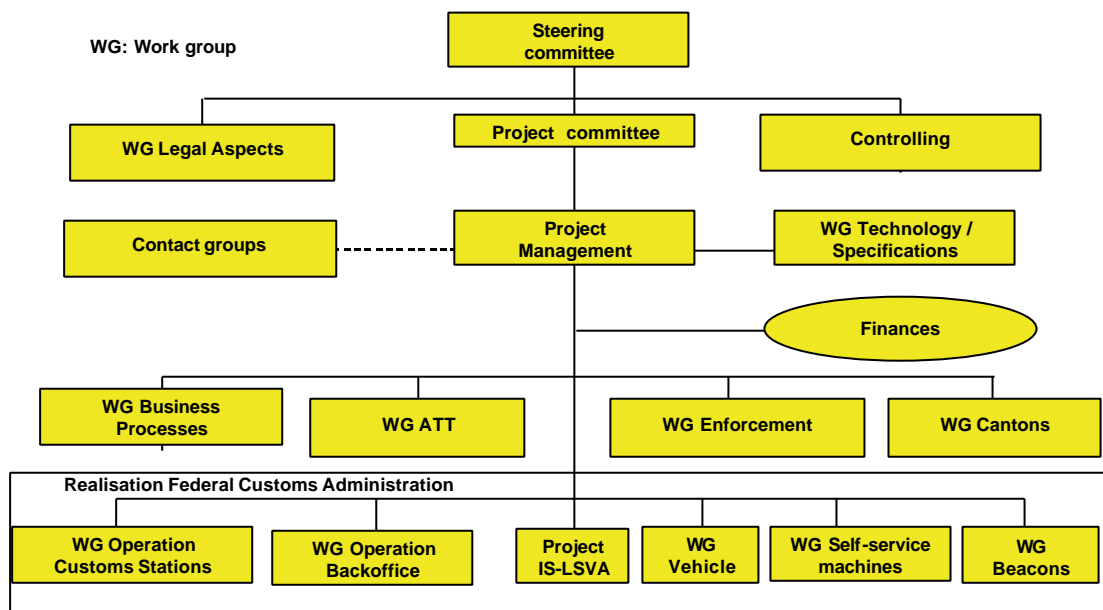 WG: Work group
Steering
committee
WG Legal Aspects
Project committee
Controlling
Contact groups
Project
Management
WG Technology /
Specifications
Finances
WG Business
Processes
WG ATT
WG Enforcement
WG Cantons
Realisation Federal Customs Administration
WG Operation
Customs Stations
WG Operation
Backoffice
Project
IS-LSVA
WG
Vehicle
WG Self-service
machines
WG
Beacons